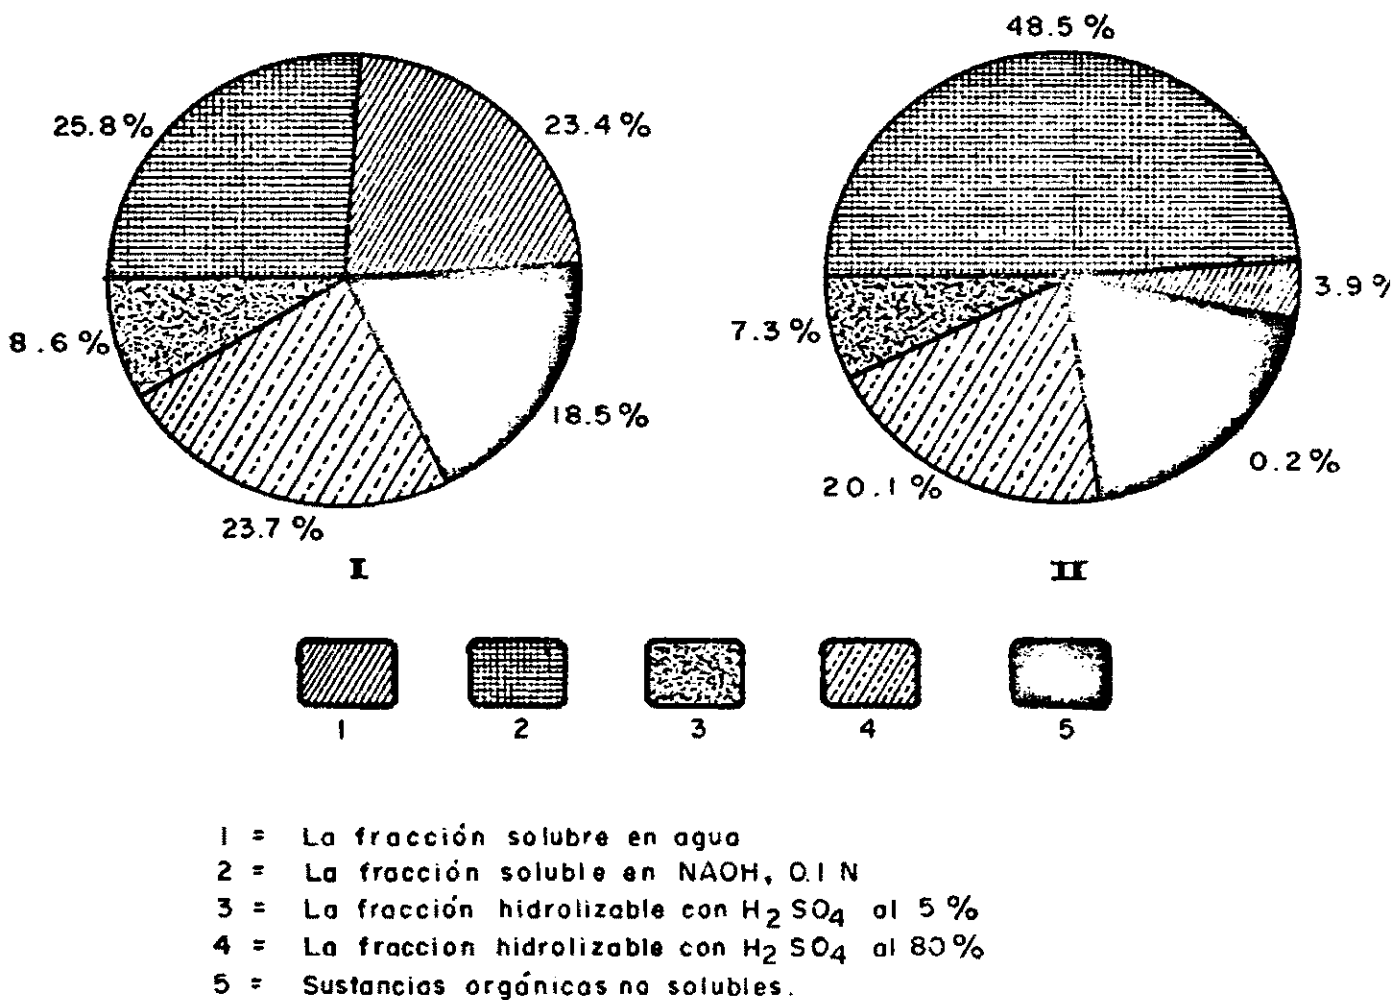 48.5 %
25.8 %
23.4 %
3.9 %
8.6 %
7.3 %
18.5 %
0.2 %
20.1 %
23.7 %
I
II
1 2 3 4 5
1 = La fracción solubre en agua
2 = La fracción soluble en NAOH, 0.1 N
3 = La fracción hidrolizable con H2 SO4 al 5 %
4 = La fraccion hidrolizable con H2 SO4 al 80 %
5 = Sustancias orgánicas no solubles.